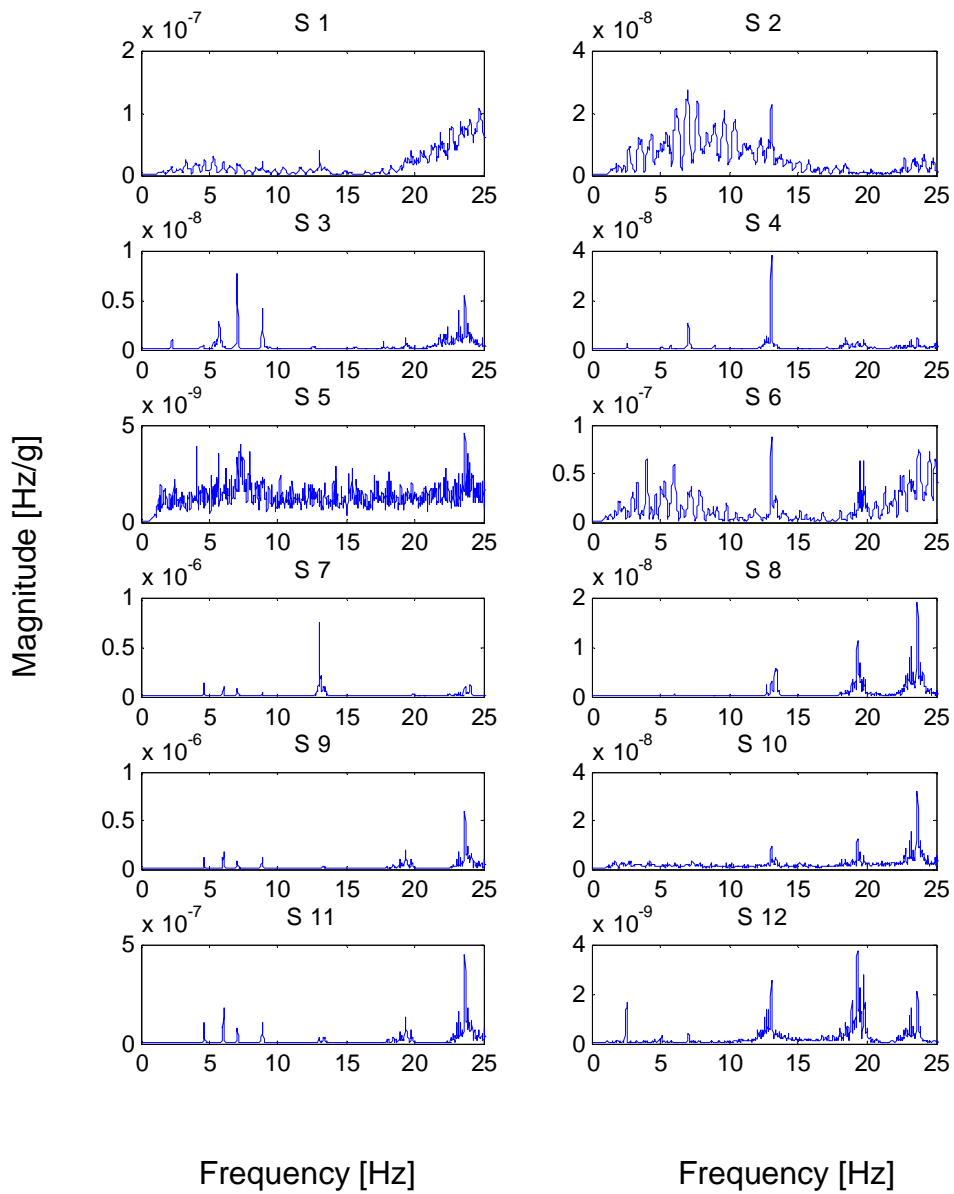 x 10-7 S 1 x 10-8 S 2
2 4
1 2
0 0
0 5 10 15 20 25 0 5 10 15 20 25
x 10-8 S 3 x 10-8 S 4
1 4
0.5 2
0 0
0 5 10 15 20 25 0 5 10 15 20 25
x 10-9 S 5 x 10-7 S 6
5 1
0.5
0 0
0 5 10 15 20 25 0 5 10 15 20 25
x 10-6 S 7 x 10-8 S 8
1 2
0.5 1
0 0
0 5 10 15 20 25 0 5 10 15 20 25
x 10-6 S 9 x 10-8 S 10
1 4
0.5 2
0 0
0 5 10 15 20 25 0 5 10 15 20 25
x 10-7 S 11 x 10-9 S 12
5 4
2
0 0
0 5 10 15 20 25 0 5 10 15 20 25
Magnitude [Hz/g]
Frequency [Hz] Frequency [Hz]